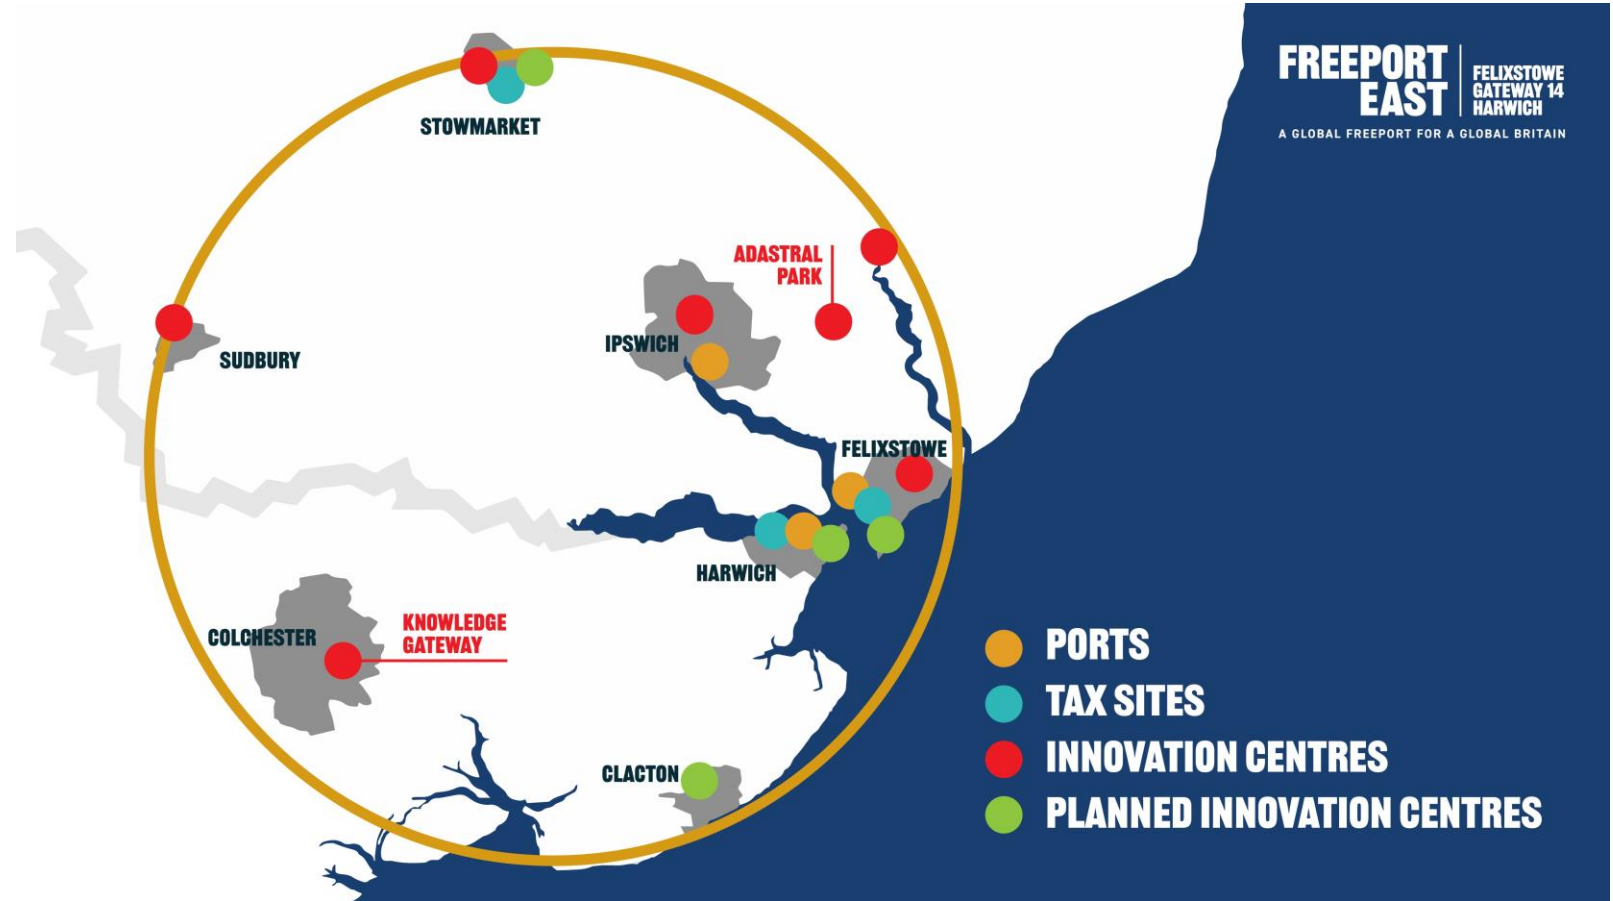 FREEPORT
EAST
FELIXSTOWE
GATEWAY 14
HARWICH
A GLOBAL FREEPORT FOR A GLOBAL BRITAIN
STOWMARKET
ADASTRAL
PARK
IPSWICH
SUDBURY
FELIXSTOWE
HARWICH
COLCHESTER
KNOWLEDGE
GATEWAY
CLACTON
PORTS
TAX SITES
INNOVATION CENTRES
PLANNED INNOVATION CENTRES